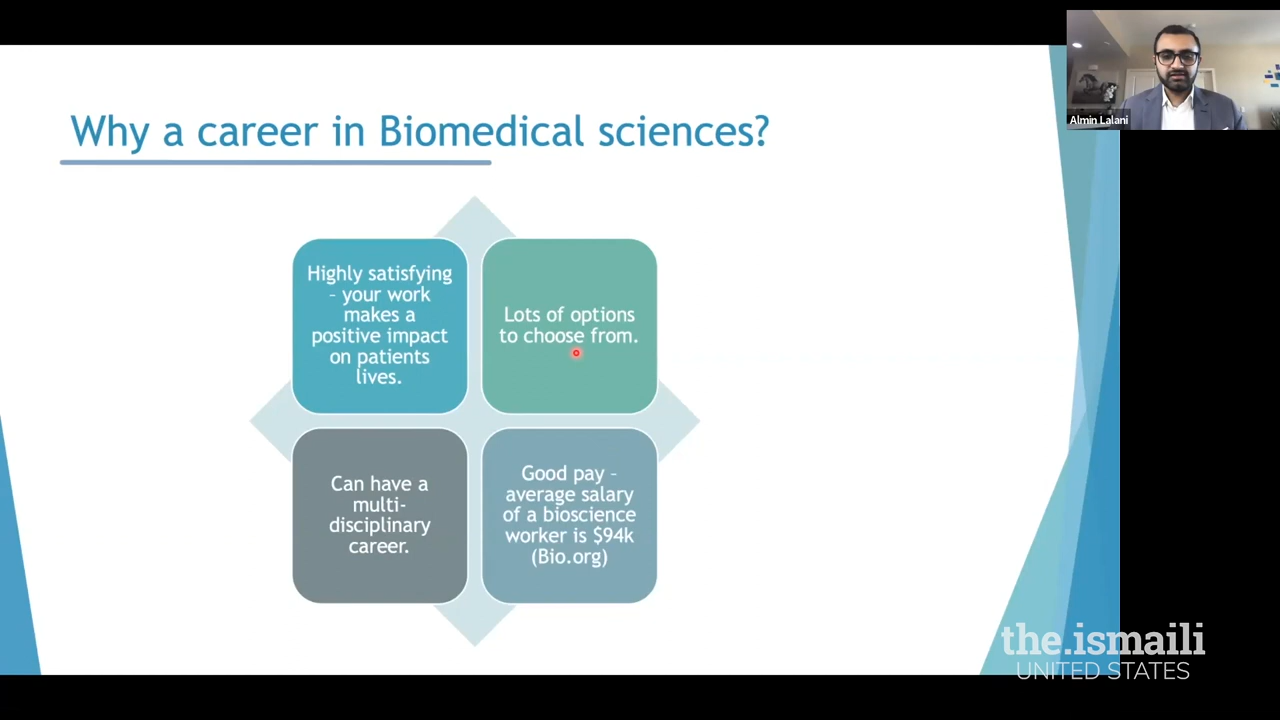 Almin Lalani
Why a career in Biomedical sciences?
Highly satisfying
– your work
makes a
positive impact
on patients
lives.
Lots of options
to choose from.
Can have a
multi-
disciplinary
career.
Good pay –
average salary
of a bioscience
worker is $94k
(Bio.org)
the.ismaili
UNITED STATES